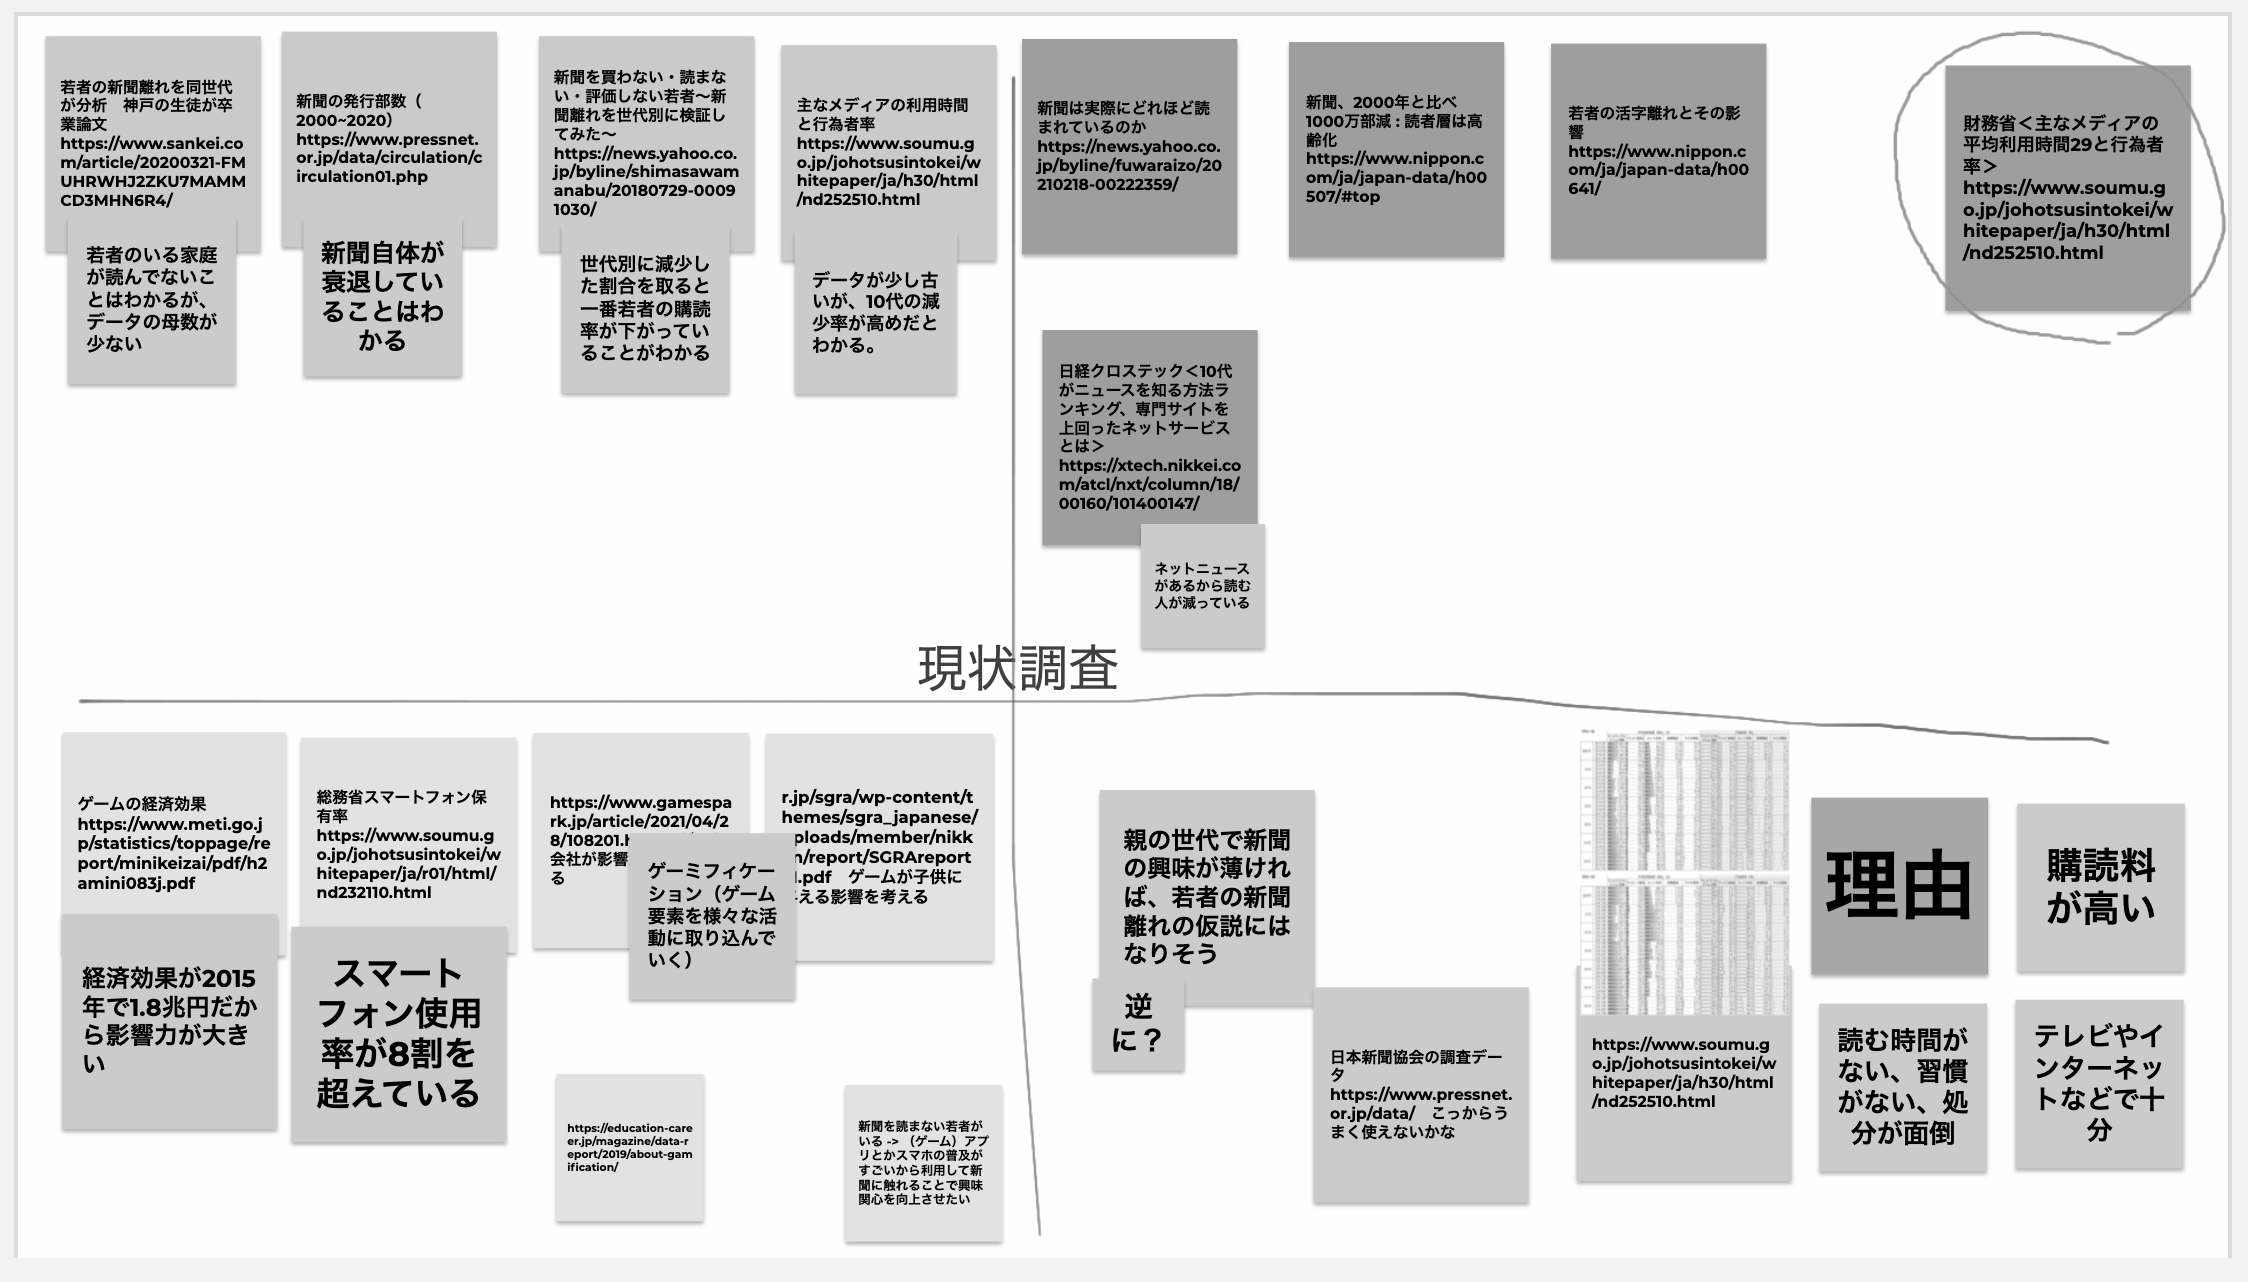 若者の新聞離れを同世代
が分析　神戸の生徒が卒
業論文
https://www.sankei.co
m/article/20200321-FM
UHRWHJ2ZKU7MAMM
CD3MHN6R4/
若者のいる家庭
が読んでないこ
とはわかるが、
データの母数が
少ない
新聞の発行部数（
2000~2020）
https://www.pressnet.
or.jp/data/circulation/c
irculation01.php
新聞自体が
衰退してい
ることはわ
かる
新聞を買わない・読まな
い・評価しない若者～新
聞離れを世代別に検証し
てみた～
https://news.yahoo.co.
jp/byline/shimasawam
anabu/20180729-0009
1030/
世代別に減少し
た割合を取ると
一番若者の購読
率が下がってい
ることがわかる
主なメディアの利用時間
と行為者率
https://www.soumu.g
o.jp/johotsusintokei/w
hitepaper/ja/h30/html
/nd252510.html
データが少し古
いが、10代の減
少率が高めだと
わかる。
新聞は実際にどれほど読
まれているのか
https://news.yahoo.co.
jp/byline/fuwaraizo/20
210218-00222359/
新聞、2000年と比べ
1000万部減 : 読者層は高
齢化
https://www.nippon.c
om/ja/japan-data/h00
507/#top
若者の活字離れとその影
響
https://www.nippon.c
om/ja/japan-data/h00
641/
財務省＜主なメディアの
平均利用時間29と行為者
率＞
https://www.soumu.g
o.jp/johotsusintokei/w
hitepaper/ja/h30/html
/nd252510.html
日経クロステック＜10代
がニュースを知る方法ラ
ンキング、専門サイトを
上回ったネットサービス
とは＞
https://xtech.nikkei.co
m/atcl/nxt/column/18/
00160/101400147/
ネットニュース
があるから読む
人が減っている
現状調査
ゲームの経済効果
https://www.meti.go.j
p/statistics/toppage/re
port/minikeizai/pdf/h2
amini083j.pdf
経済効果が2015
年で1.8兆円だか
ら影響力が大き
い
総務省スマートフォン保
有率
https://www.soumu.g
o.jp/johotsusintokei/w
hitepaper/ja/r01/html/
nd232110.html
スマート
フォン使用
率が8割を
超えている
https://www.gamespa
rk.jp/article/2021/04/2
8/108201.h
会社が影響
る
ゲーミフィケー
ション（ゲーム
要素を様々な活
動に取り込んで
いく）
r.jp/sgra/wp-content/t
hemes/sgra_japanese/
ploads/member/nikk
n/report/SGRAreport
.pdf　ゲームが子供に
える影響を考える
https://education-care
er.jp/magazine/data-r
eport/2019/about-gam
ification/
新聞を読まない若者が
いる -> （ゲーム）アプ
リとかスマホの普及が
すごいから利用して新
聞に触れることで興味
関心を向上させたい
親の世代で新聞
の興味が薄けれ
ば、若者の新聞
離れの仮説には
なりそう
逆
に？
日本新聞協会の調査デー
タ
https://www.pressnet.
or.jp/data/　こっからう
まく使えないかな
https://www.soumu.g
o.jp/johotsusintokei/w
hitepaper/ja/h30/html
/nd252510.html
理由
購読料
が高い
読む時間が
ない、習慣
がない、処
分が面倒
テレビやイ
ンターネッ
トなどで十
分